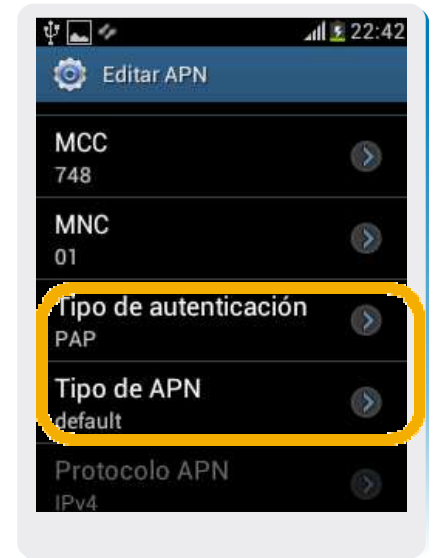 22:42
Editar APN
MCC
748
MNC
01
Tipo de autenticación
PAP
Tipo de APN
default
Protocolo APN
IPv4